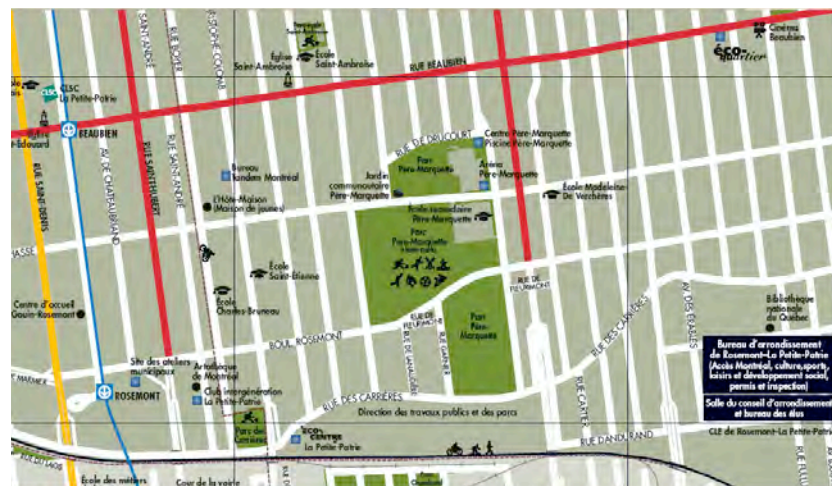 SAINT-ANDRÉ
RUE BOYER
Église
Saint-Ambroise
École
Saint-Ambroise
RUE BEAUBIEN
Cinéma
Beaubien
éco-
quartier
CLSC
CLSC
La Petite-Patrie
Église
BEAUBIEN
RUE SAINT-DENIS
AV. DE CHATEAUBRIAND
RUE SAINT-HUBERT
RUE SAINT-ANDRÉ
Bureau
Tandem Montréal
L'Hôte-Maison
(Maison de jeunes)
RUE DE DRUCOURT
Parc
Père-Marquette
Centre Père-Marquette
Piscine Père-Marquette
Aréna
Père-Marquette
Jardin
communautaire
Père-Marquette
École Madeleine-
De Verchères
École secondaire
Père-Marquette
Parc
Père-Marquette
École
Saint-Étienne
École
Charles-Bruneau
Centre d'accueil
Gouin-Rosemont
BOUL. ROSEMONT
RUE DE
FLEURMONT
RUE DE
FLEURMONT
RUE GARNIER
Parc
Père-
Marquette
RUE DES CARRIÈRES
AV. DES ÉRABLES
Bibliothèque
nationale
du Québec
Bureau d'arrondissement
de Rosemont–La Petite-Patrie
(Accès Montréal, culture, sports,
loisirs et développement social,
permis et inspection)
Salle du conseil d'arrondissement
et bureau des élus
CLE de Rosemont–La Petite-Patrie
Site des ateliers
municipaux
Artothèque
de Montréal
Club intergénération
La Petite-Patrie
ROSEMONT
RUE DES CARRIÈRES
Direction des travaux publics et des parcs
RUE CARTIER
RUE DANDURAND
Parc des
Carrières
ÉCO-
CENTRE
La Petite-Patrie
École des métiers
Cour de la voirie